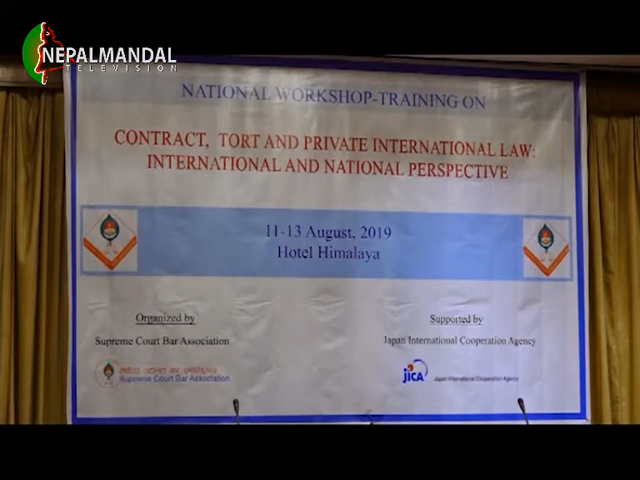 NEPALMANDAL
TELEVISION
NATIONAL WORKSHOP-TRAINING ON
CONTRACT, TORT AND PRIVATE INTERNATIONAL LAW:
INTERNATIONAL AND NATIONAL PERSPECTIVE
11-13 August, 2019
Hotel Himalaya
Organized by
Supreme Court Bar Association
Supreme Court Bar Association
Supported by
Japan International Cooperation Agency
jICA
Japan International Cooperation Agency